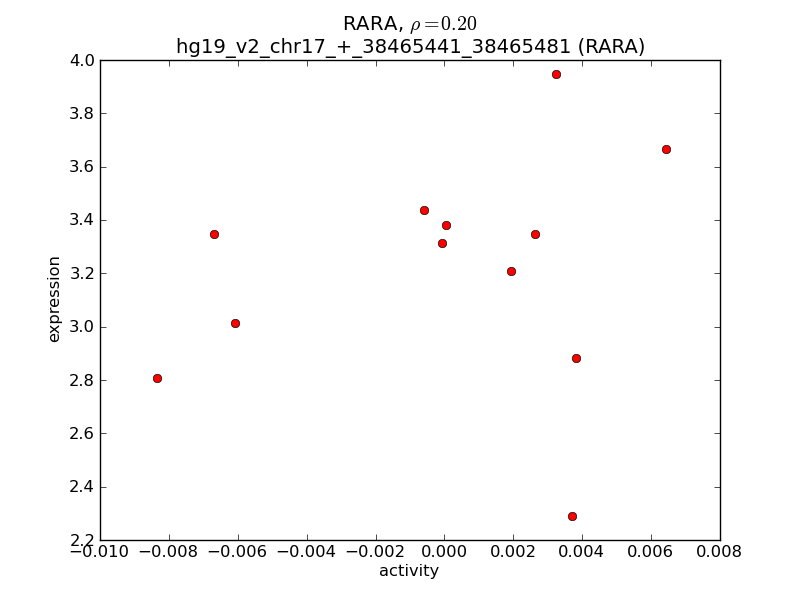 RARA, ρ = 0.20
hg19_v2_chr17_+_38465441_38465481 (RARA)
4.0
3.8
3.6
3.4
3.2
3.0
2.8
2.6
2.4
2.2
expression
−0.010 −0.008 −0.006 −0.004 −0.002 0.000 0.002 0.004 0.006 0.008
activity